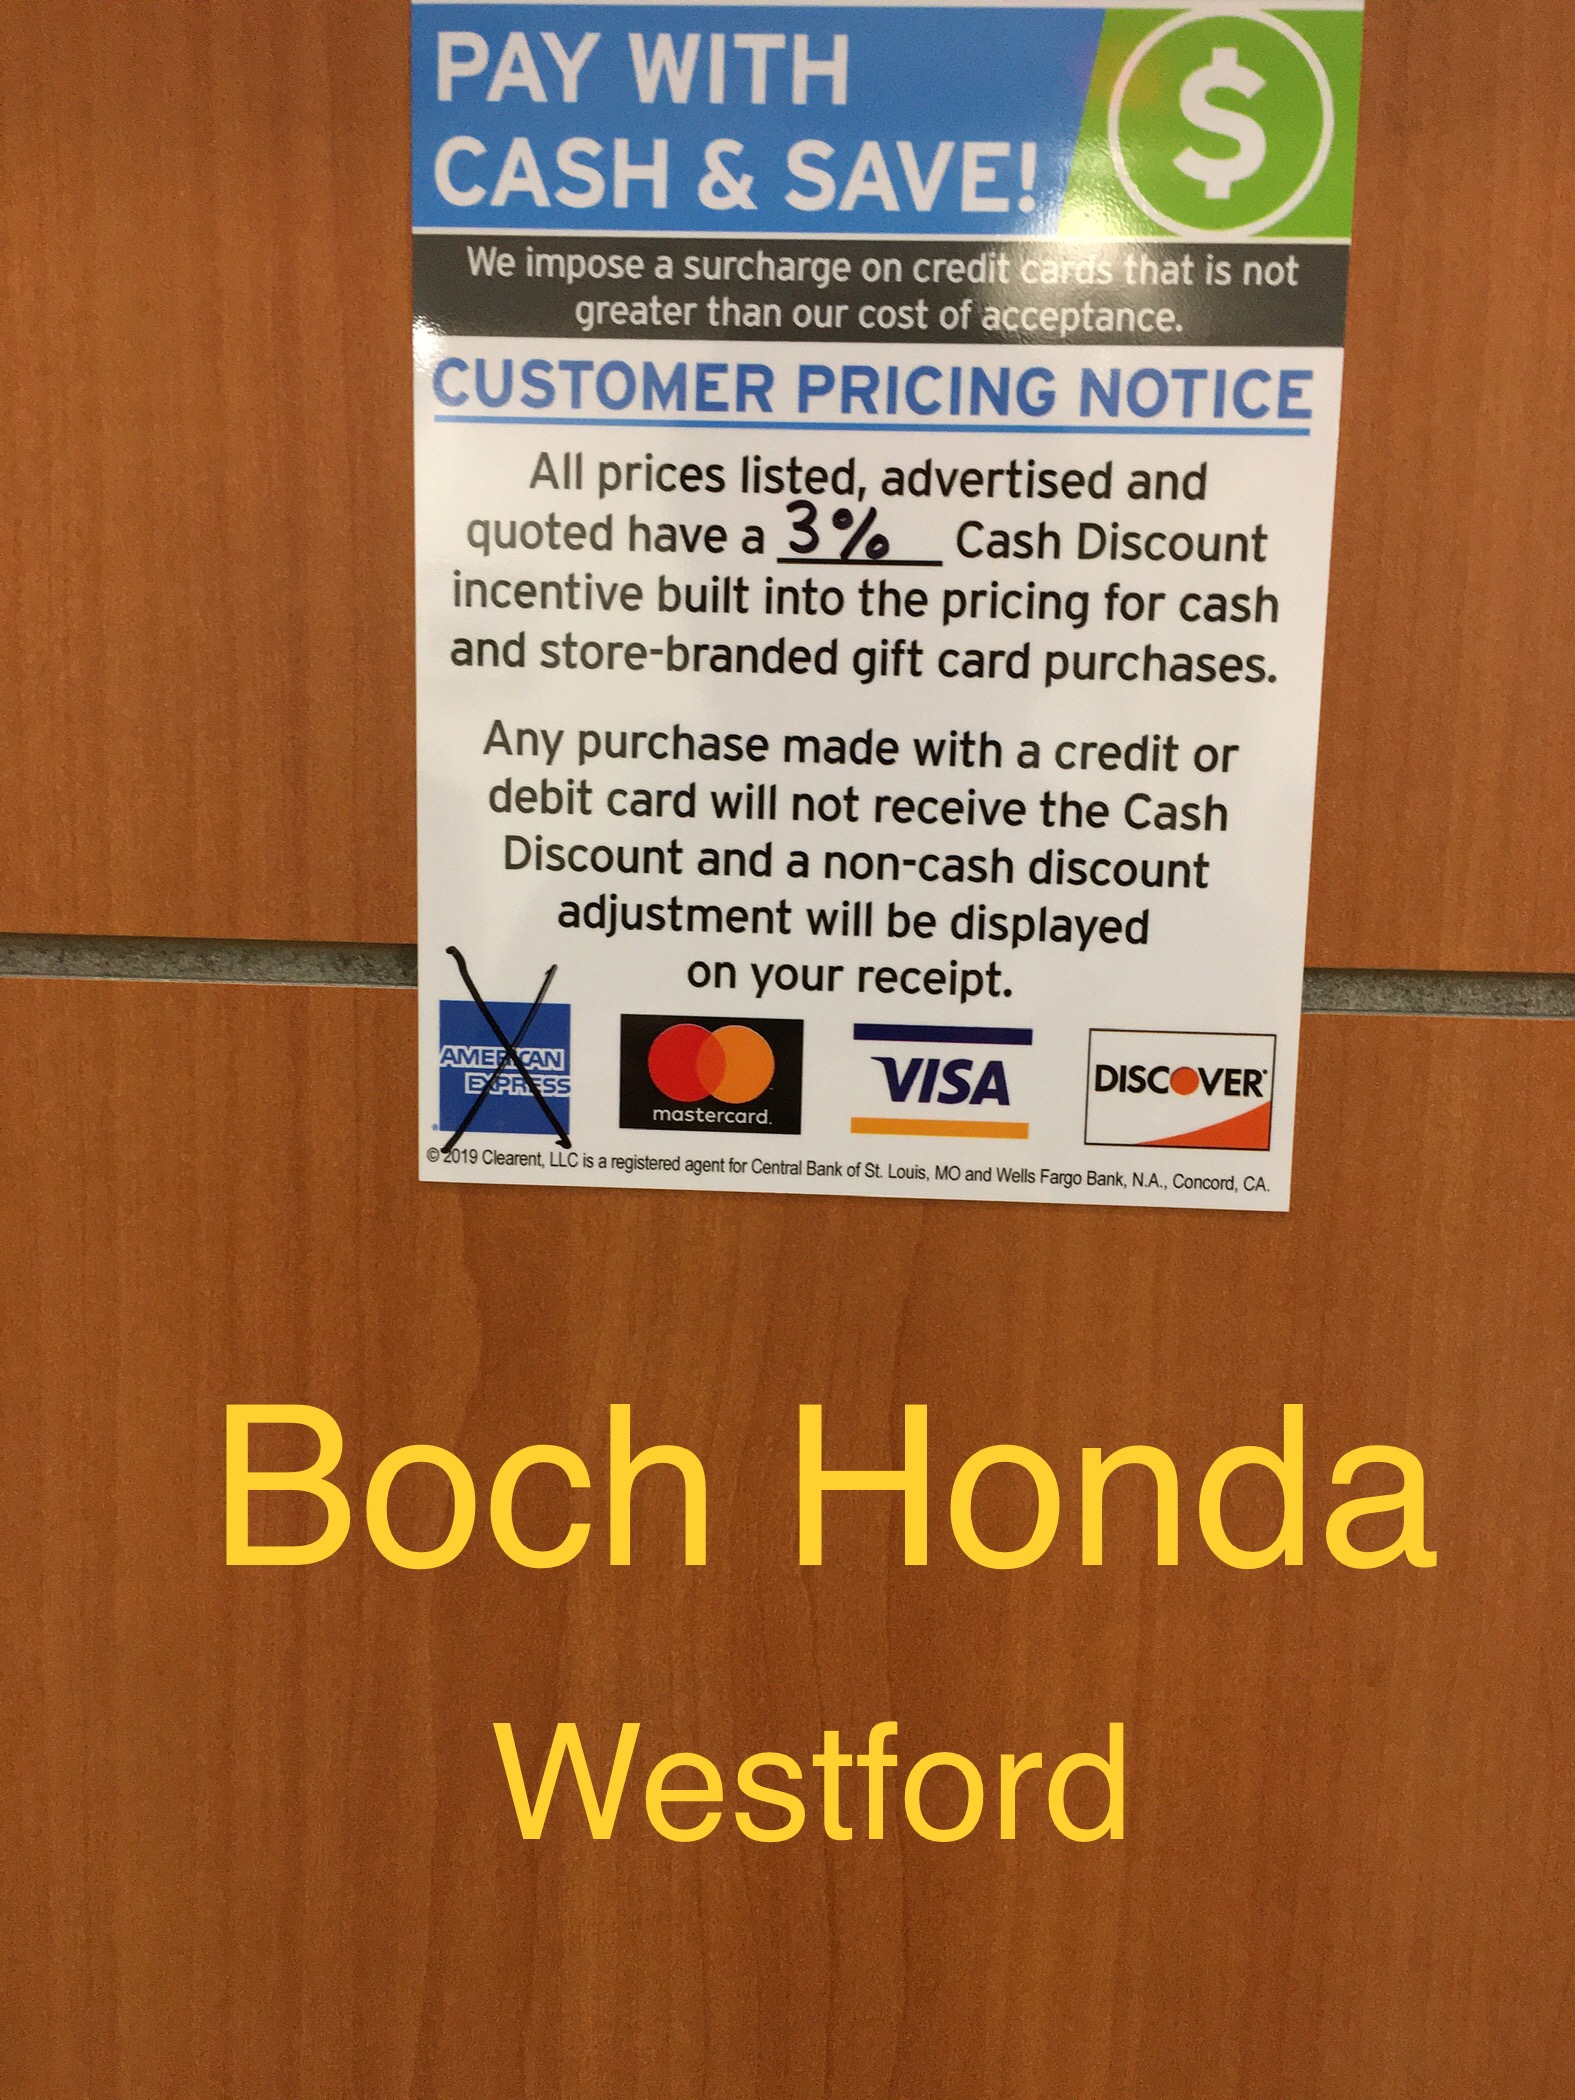 PAY WITH
CASH & SAVE!
$
We impose a surcharge on credit cards that is not
greater than our cost of acceptance.
CUSTOMER PRICING NOTICE
All prices listed, advertised and
quoted have a 3% Cash Discount
incentive built into the pricing for cash
and store-branded gift card purchases.
Any purchase made with a credit or
debit card will not receive the Cash
Discount and a non-cash discount
adjustment will be displayed
on your receipt.
AMERICAN
EXPRESS
mastercard.
VISA
DISCOVER
© 2019 Clearent, LLC is a registered agent for Central Bank of St. Louis, MO and Wells Fargo Bank, N.A., Concord, CA.
Boch Honda
Westford